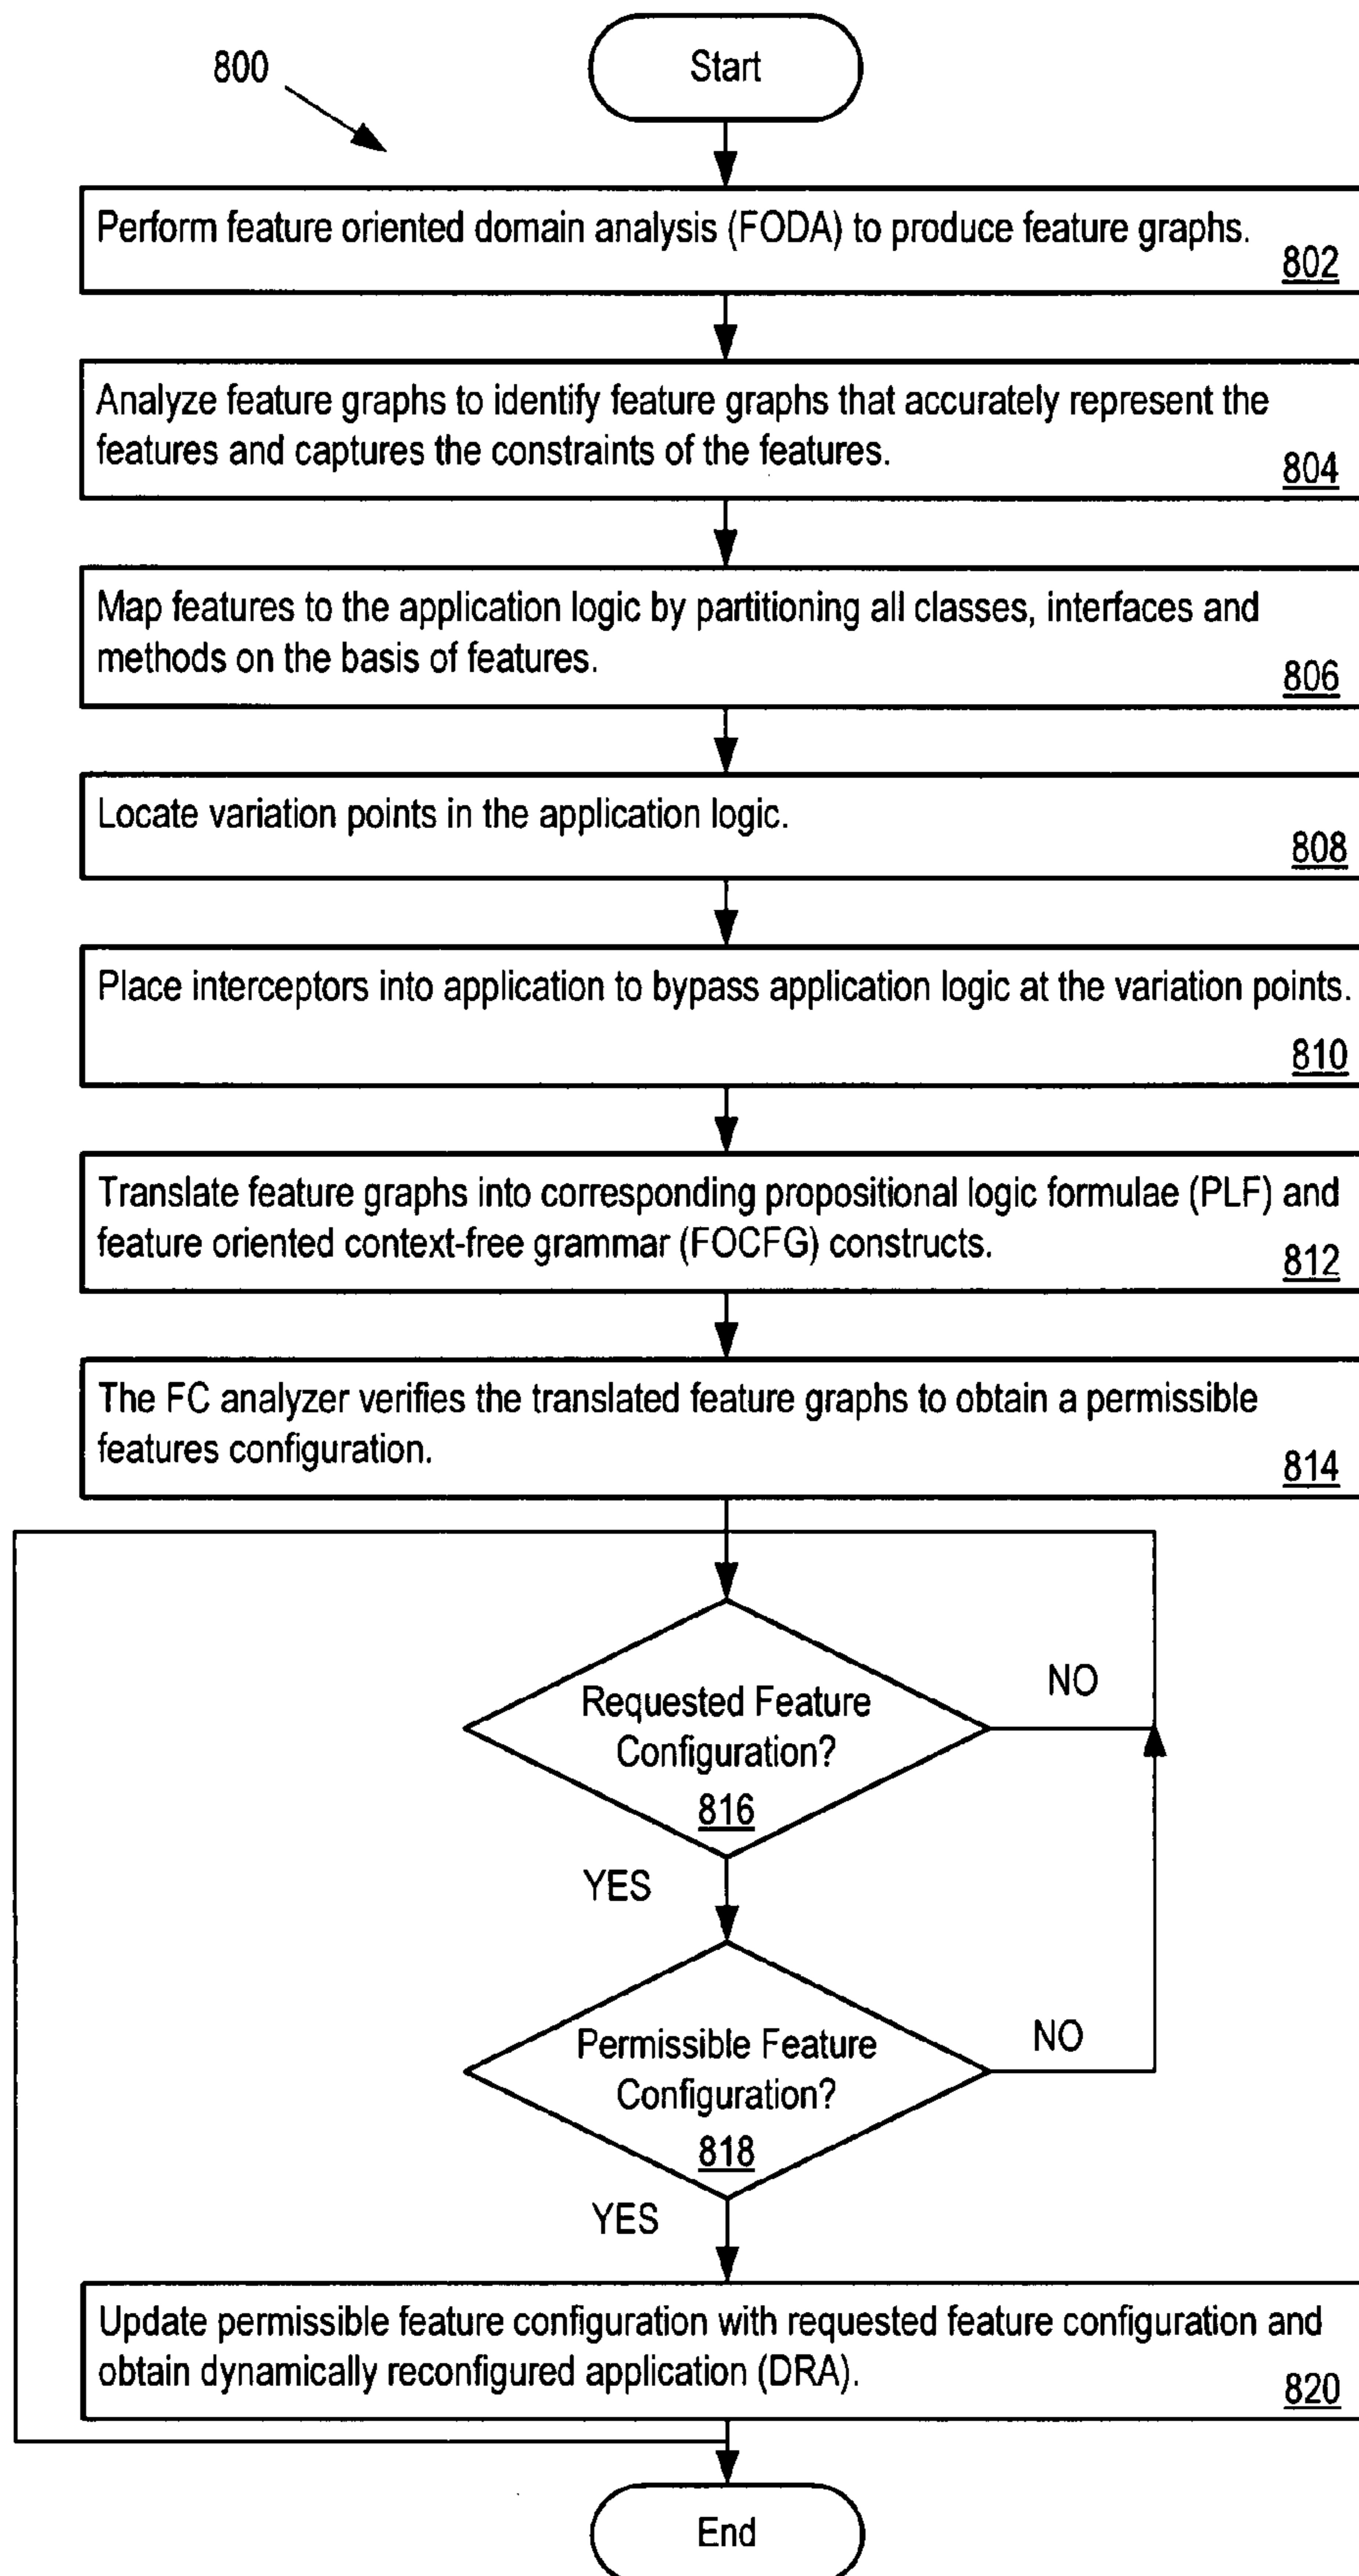 800
Start
Perform feature oriented domain analysis (FODA) to produce feature graphs.
802
Analyze feature graphs to identify feature graphs that accurately represent the
features and captures the constraints of the features.
804
Map features to the application logic by partitioning all classes, interfaces and
methods on the basis of features.
806
Locate variation points in the application logic.
808
Place interceptors into application to bypass application logic at the variation points.
810
Translate feature graphs into corresponding propositional logic formulae (PLF) and
feature oriented context-free grammar (FOCFG) constructs.
812
The FC analyzer verifies the translated feature graphs to obtain a permissible
features configuration.
814
Requested Feature
Configuration?
816
NO
YES
Permissible Feature
Configuration?
818
NO
YES
Update permissible feature configuration with requested feature configuration and
obtain dynamically reconfigured application (DRA).
820
End